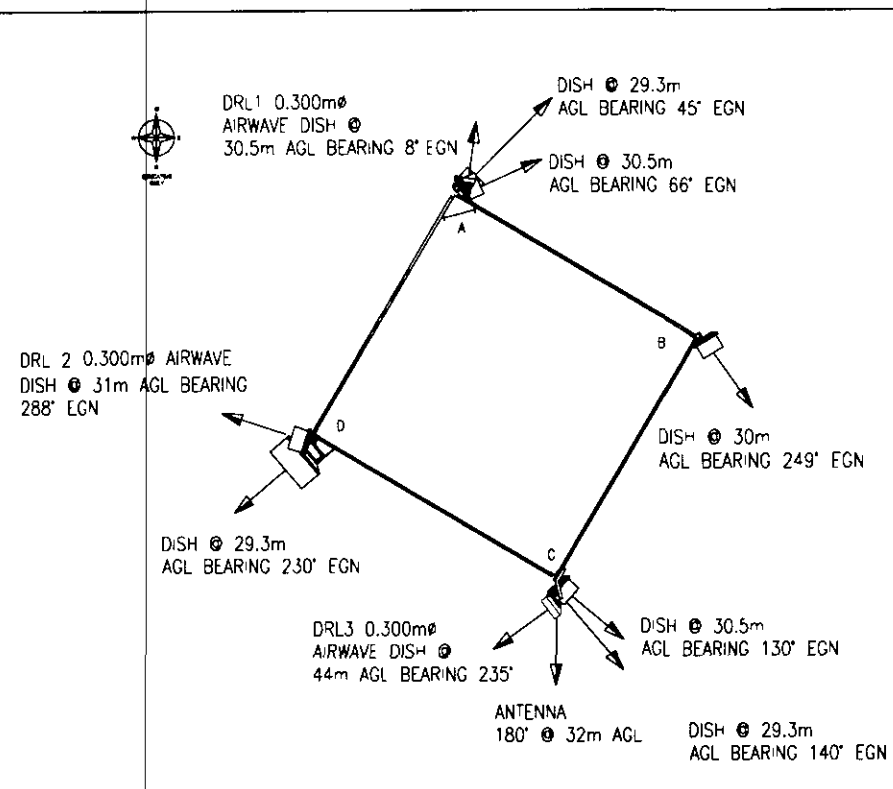 DRL1 0.300mø
AIRWAVE DISH @
30.5m AGL BEARING 8° EGN
DISH @ 29.3m
AGL BEARING 45° EGN
DISH @ 30.5m
AGL BEARING 66° EGN
A
B
DRL 2 0.300mø AIRWAVE
DISH @ 31m AGL BEARING
288° EGN
D
DISH @ 30m
AGL BEARING 249° EGN
DISH @ 29.3m
AGL BEARING 230° EGN
C
DRL3 0.300mø
AIRWAVE DISH @
44m AGL BEARING 235°
DISH @ 30.5m
AGL BEARING 130° EGN
ANTENNA
180° @ 32m AGL
DISH @ 29.3m
AGL BEARING 140° EGN